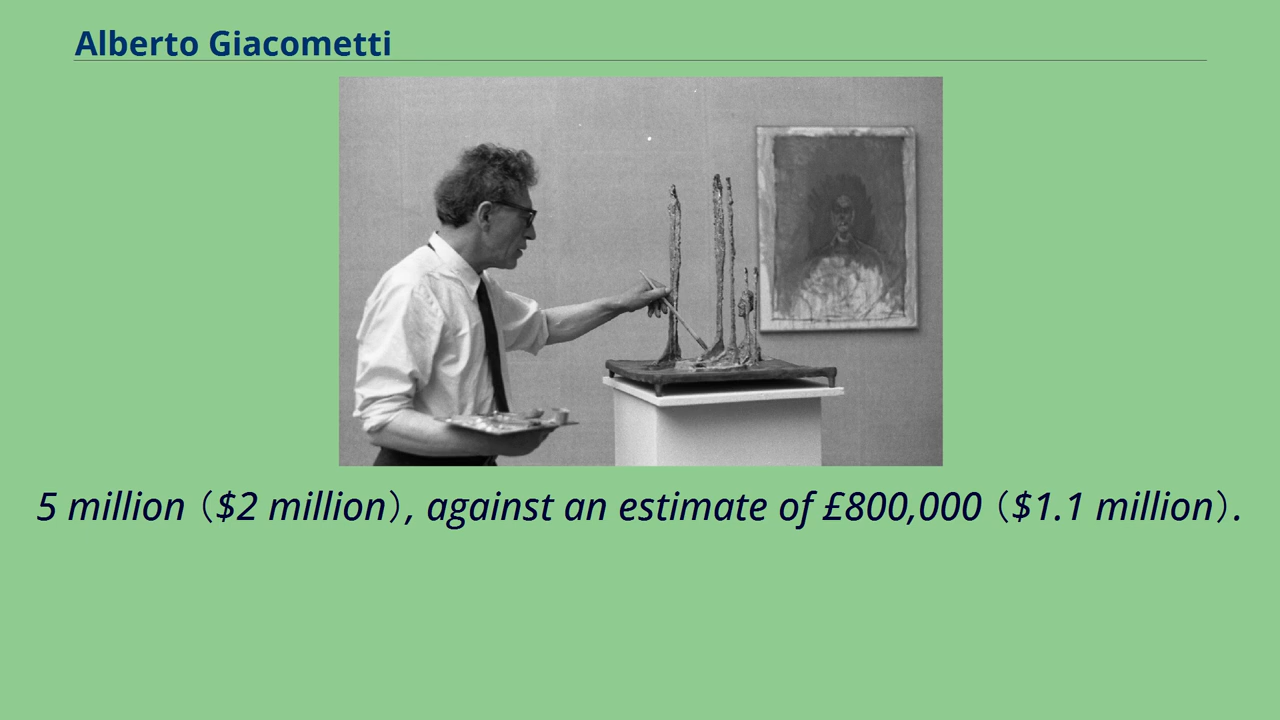 Alberto Giacometti
5 million ($2 million), against an estimate of £800,000 ($1.1 million).